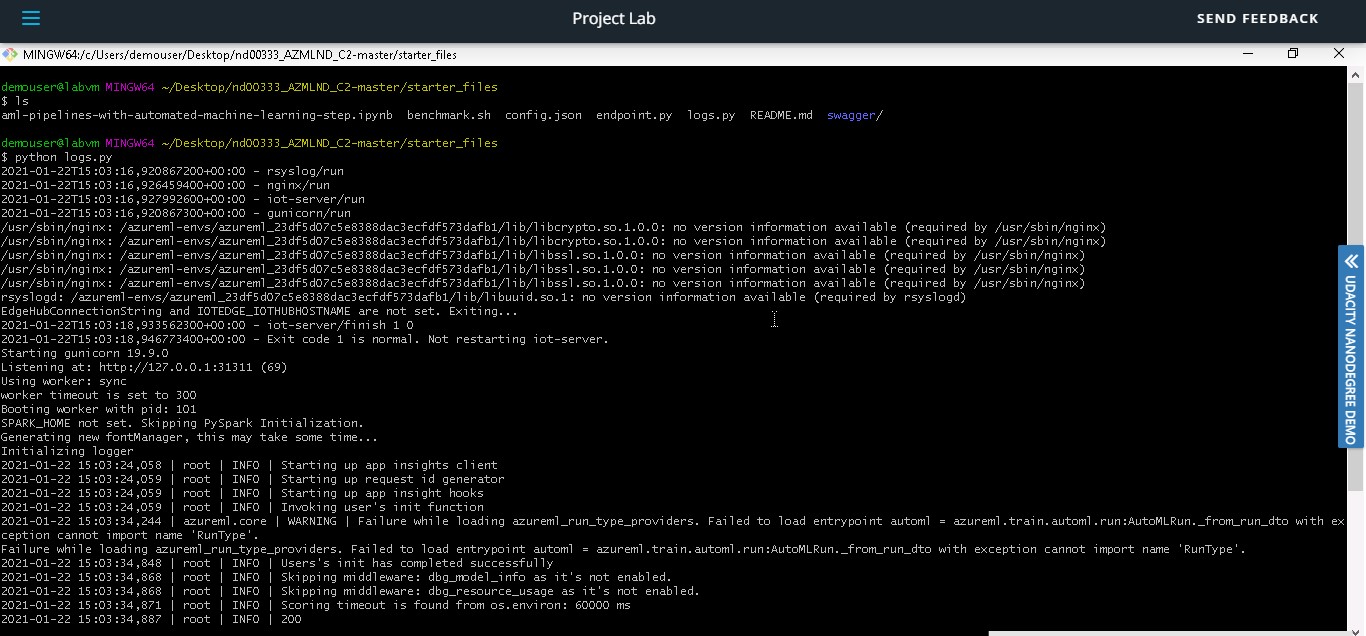 Project Lab
SEND FEEDBACK
MINGW64:/c/Users/demouser/Desktop/nd00333_AZMLND_C2-master/starter_files
demouser@labvm MINGW64 ~/Desktop/nd00333_AZMLND_C2-master/starter_files
$ ls
aml-pipelines-with-automated-machine-learning-step.ipynb benchmark.sh config.json endpoint.py logs.py README.md swagger/
demouser@labvm MINGW64 ~/Desktop/nd00333_AZMLND_C2-master/starter_files
$ python logs.py
2021-01-22T15:03:16,920867200+00:00 - rsyslog/run
2021-01-22T15:03:16,926459400+00:00 - nginx/run
2021-01-22T15:03:16,927992600+00:00 - iot-server/run
2021-01-22T15:03:16,920867300+00:00 - gunicorn/run
/usr/sbin/nginx: /azureml-envs/azureml_23df5d07c5e8388dac3ecfdf573dafb1/lib/libcrypto.so.1.0.0: no version information available (required by /usr/sbin/nginx)
/usr/sbin/nginx: /azureml-envs/azureml_23df5d07c5e8388dac3ecfdf573dafb1/lib/libcrypto.so.1.0.0: no version information available (required by /usr/sbin/nginx)
/usr/sbin/nginx: /azureml-envs/azureml_23df5d07c5e8388dac3ecfdf573dafb1/lib/libssl.so.1.0.0: no version information available (required by /usr/sbin/nginx)
/usr/sbin/nginx: /azureml-envs/azureml_23df5d07c5e8388dac3ecfdf573dafb1/lib/libssl.so.1.0.0: no version information available (required by /usr/sbin/nginx)
/usr/sbin/nginx: /azureml-envs/azureml_23df5d07c5e8388dac3ecfdf573dafb1/lib/libssl.so.1.0.0: no version information available (required by /usr/sbin/nginx)
rsyslogd: /azureml-envs/azureml_23df5d07c5e8388dac3ecfdf573dafb1/lib/libuuid.so.1: no version information available (required by rsyslogd)
EdgeHubConnectionString and IOTEDGE_IOTHUBHOSTNAME are not set. Exiting...
2021-01-22T15:03:18,933562300+00:00 - iot-server/finish 1 0
2021-01-22T15:03:18,946773400+00:00 - Exit code 1 is normal. Not restarting iot-server.
Starting gunicorn 19.9.0
Listening at: http://127.0.0.1:31311 (69)
Using worker: sync
worker timeout is set to 300
Booting worker with pid: 101
SPARK_HOME not set. Skipping PySpark Initialization.
Generating new fontManager, this may take some time...
Initializing logger
2021-01-22 15:03:24,058 | root | INFO | Starting up app insights client
2021-01-22 15:03:24,059 | root | INFO | Starting up request id generator
2021-01-22 15:03:24,059 | root | INFO | Starting up app insight hooks
2021-01-22 15:03:24,059 | root | INFO | Invoking user's init function
2021-01-22 15:03:34,244 | azureml.core | WARNING | Failure while loading azureml_run_type_providers. Failed to load entrypoint automl = azureml.train.automl.run:AutoMLRun._from_run_dto with ex
ception cannot import name 'RunType'.
Failure while loading azureml_run_type_providers. Failed to load entrypoint automl = azureml.train.automl.run:AutoMLRun._from_run_dto with exception cannot import name 'RunType'.
2021-01-22 15:03:34,848 | root | INFO | Users's init has completed successfully
2021-01-22 15:03:34,868 | root | INFO | Skipping middleware: dbg_model_info as it's not enabled.
2021-01-22 15:03:34,868 | root | INFO | Skipping middleware: dbg_resource_usage as it's not enabled.
2021-01-22 15:03:34,871 | root | INFO | Scoring timeout is found from os.environ: 60000 ms
2021-01-22 15:03:34,887 | root | INFO | 200
UDACITY NANODEGREE DEMO